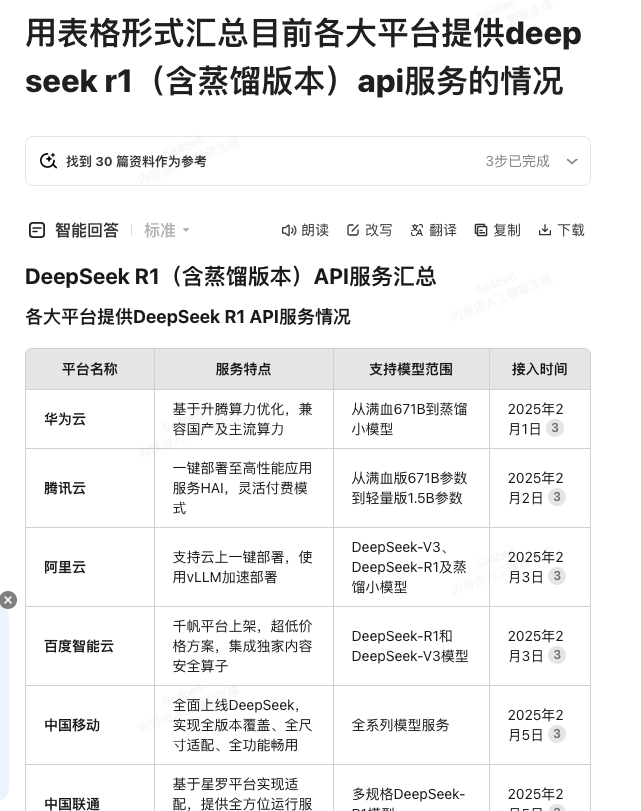 用表格形式汇总目前各大平台提供deep
seek r1（含蒸馏版本）api服务的情况
找到 30 篇资料作为参考
3步已完成
智能回答
标准
朗读
改写
翻译
复制
下载
DeepSeek R1（含蒸馏版本）API服务汇总
各大平台提供DeepSeek R1 API服务情况
平台名称
服务特点
支持模型范围
接入时间
华为云
基于升腾算力优化，兼
容国产及主流算力
从满血671B到蒸馏
小模型
2025年2
月1日 3
腾讯云
一键部署至高性能应用
服务HAI，灵活付费模
式
从满血版671B参数
到轻量版1.5B参数
2025年2
月2日 3
阿里云
支持云上一键部署，使
用vLLM加速部署
DeepSeek-V3、
DeepSeek-R1及蒸
馏小模型
2025年2
月3日 3
百度智能云
千帆平台上架，超低价
格方案，集成独家内容
安全算子
DeepSeek-R1和
DeepSeek-V3模型
2025年2
月3日 3
中国移动
全面上线DeepSeek，
实现全版本覆盖、全尺
寸适配、全功能畅用
全系列模型服务
2025年2
月5日 3
中国联通
基于星罗平台实现适
配，提供全方位运行服
多规格DeepSeek-
2025年2